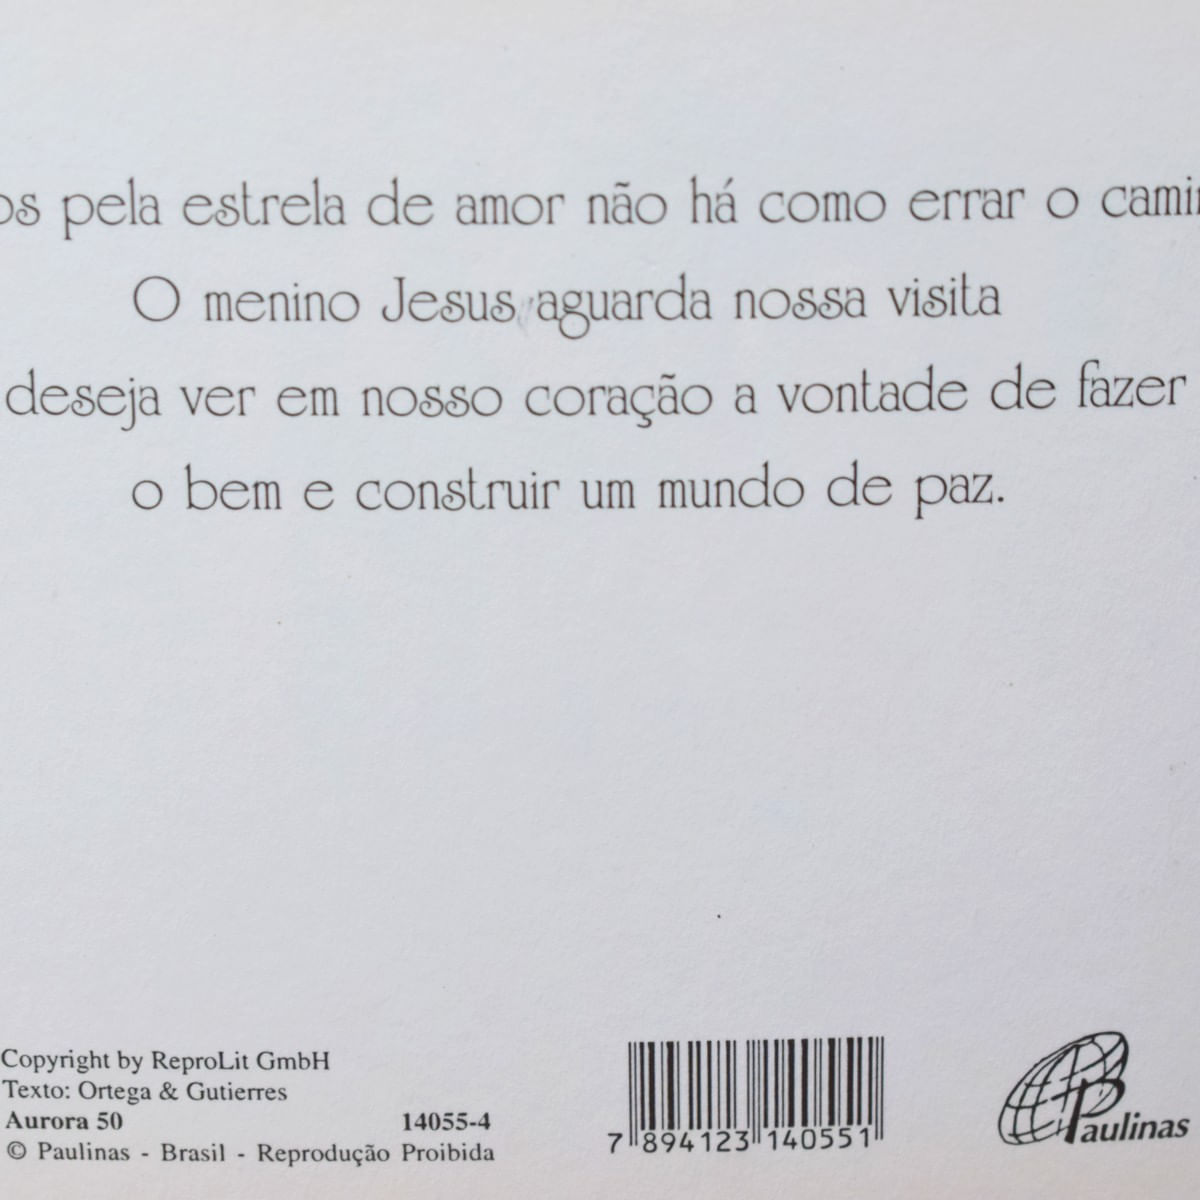 os pela estrela de amor não há como errar o camin
O menino Jesus aguarda nossa visita
deseja ver em nosso coração a vontade de fazer
o bem e construir um mundo de paz.
Copyright by ReproLit GmbH
Texto: Ortega & Gutierres
Aurora 50 14055-4
© Paulinas - Brasil - Reprodução Proibida
7 894123 140551
Paulinas